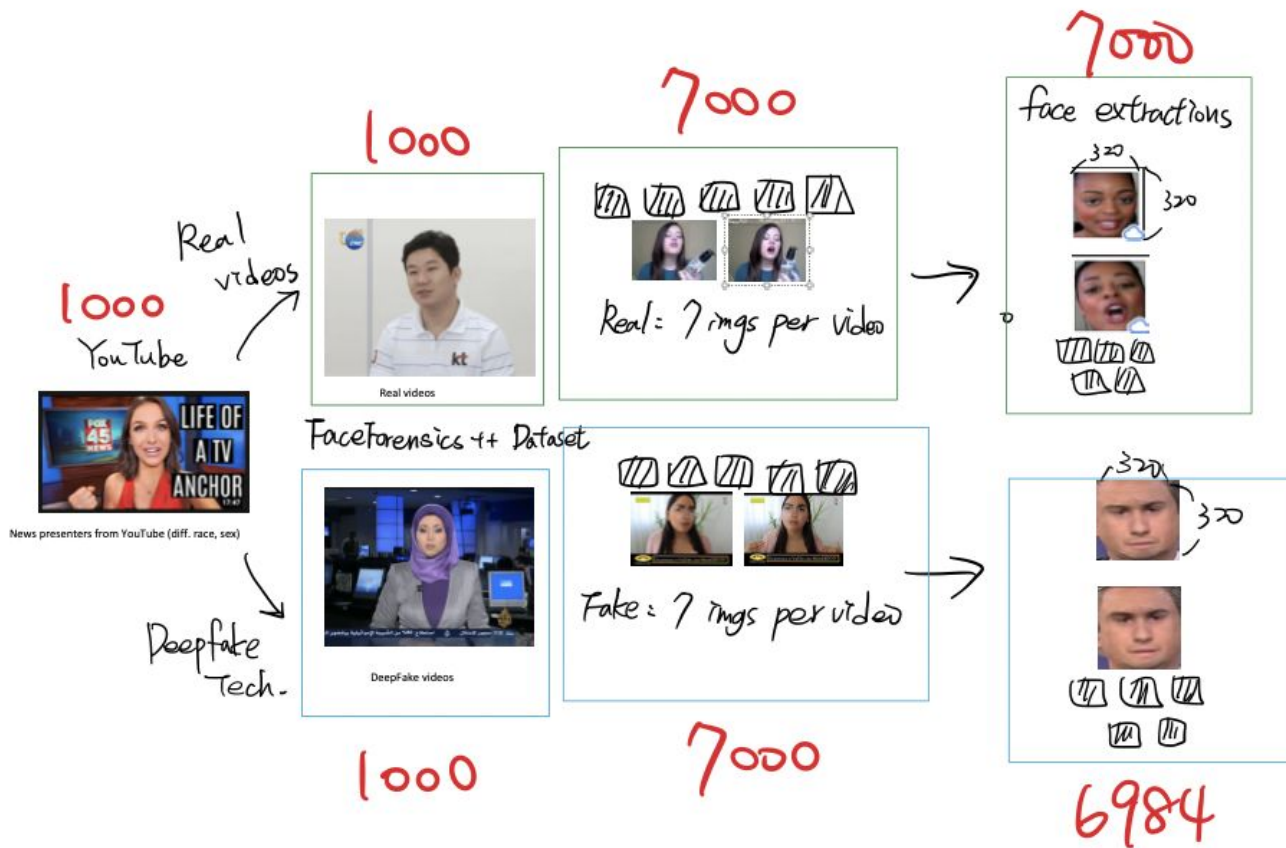 1000
YouTube
FOX
45
NEWS
LIFE OF
A TV
ANCHOR
17:47
News presenters from YouTube (diff. race, sex)
Real
videos
Deepfake
Tech.
1000
kt
Real videos
FaceForensics ++ Dataset
DeepFake videos
1000
7000
Real = 7 imgs per video
Fake = 7 imgs per video
7000
7000
face extractions
320
320
320
320
6984